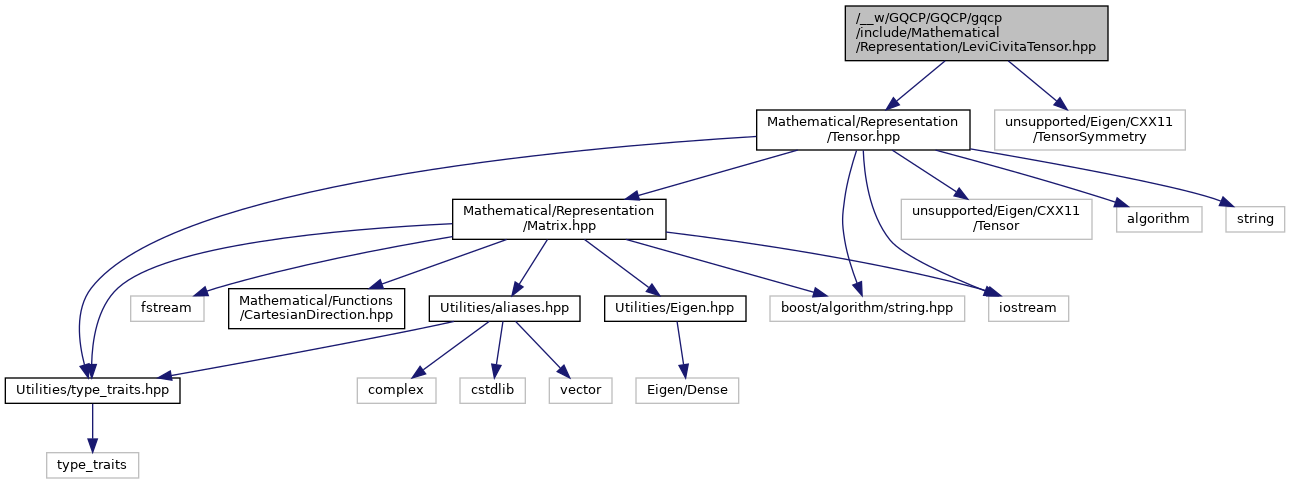 /__w/GQCP/GQCP/gqcp
/include/Mathematical
/Representation/LeviCivitaTensor.hpp
Mathematical/Representation
/Tensor.hpp
unsupported/Eigen/CXX11
/TensorSymmetry
Mathematical/Representation
/Matrix.hpp
unsupported/Eigen/CXX11
/Tensor
algorithm
string
fstream
Mathematical/Functions
/CartesianDirection.hpp
Utilities/aliases.hpp
Utilities/Eigen.hpp
boost/algorithm/string.hpp
iostream
Utilities/type_traits.hpp
complex
cstdlib
vector
Eigen/Dense
type_traits